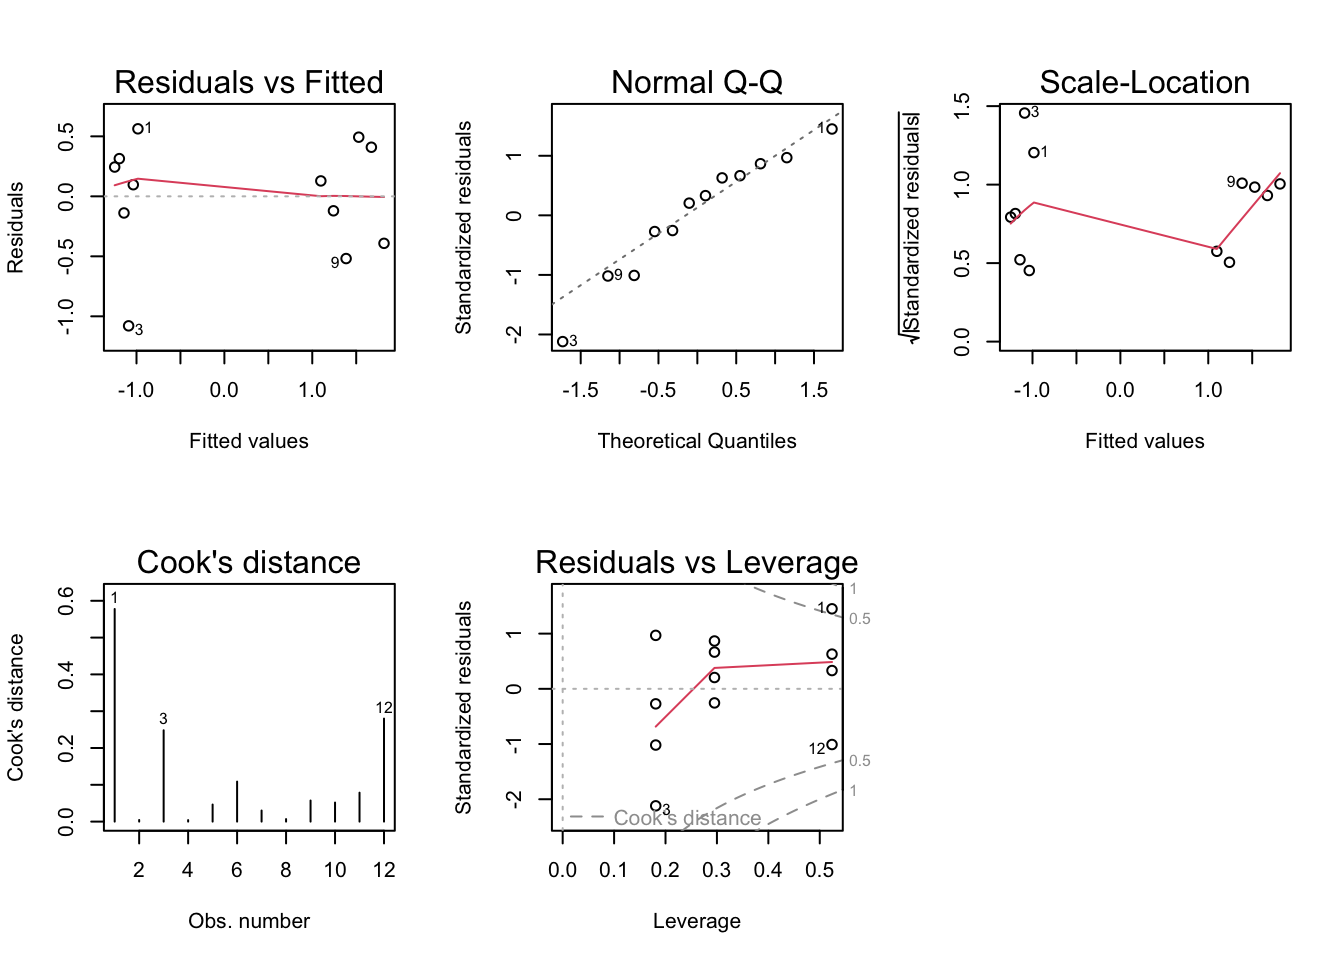 Residuals vs Fitted
Residuals
0.5
0.0
-0.5
-1.0
1
9
3
-1.0 0.0 1.0
Fitted values
Normal Q-Q
Standardized residuals
1
0
-1
-2
1
9
3
-1.5 -0.5 0.5 1.5
Theoretical Quantiles
Scale-Location
√|Standardized residuals|
1.5
1.0
0.5
0.0
3
1
9
-1.0 0.0 1.0
Fitted values
Cook's distance
Cook's distance
0.6
0.4
0.2
0.0
1
3
12
2 4 6 8 10 12
Obs. number
Residuals vs Leverage
Standardized residuals
1
0
-1
-2
1
0.5
1
12
0.5
1
3
Cook's distance
0.0 0.1 0.2 0.3 0.4 0.5
Leverage